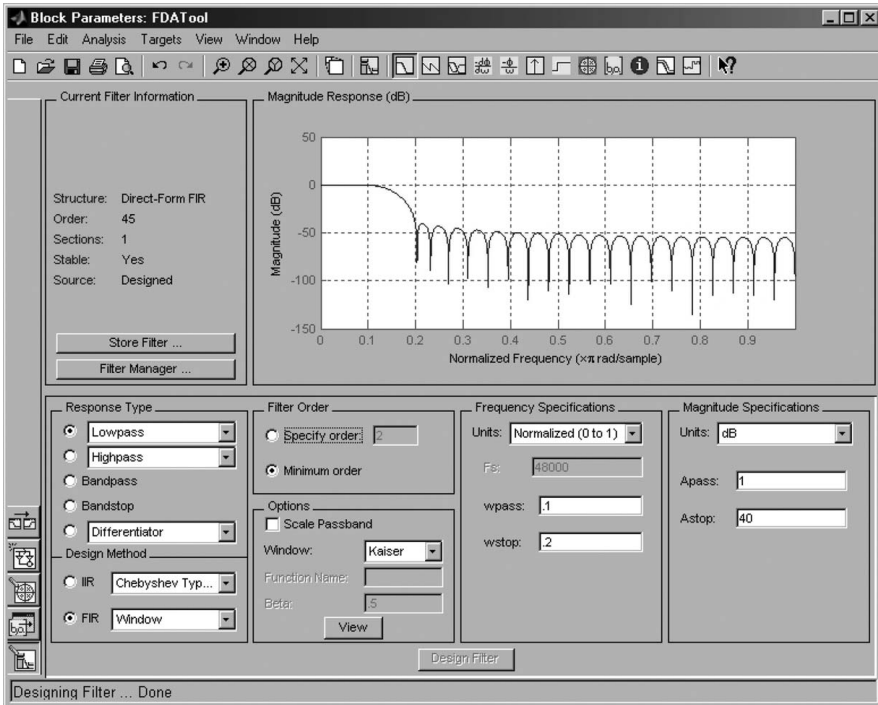 Block Parameters: FDATool
File Edit Analysis Targets View Window Help
Current Filter Information
Structure: Direct-Form FIR
Order: 45
Sections: 1
Stable: Yes
Source: Designed
Store Filter ...
Filter Manager ...
Magnitude Response (dB)
Magnitude (dB)
50
0
-50
-100
-150
0 0.1 0.2 0.3 0.4 0.5 0.6 0.7 0.8 0.9
Normalized Frequency (×π rad/sample)
Response Type
Lowpass
Highpass
Bandpass
Bandstop
Differentiator
Design Method
IIR Chebyshev Typ...
FIR Window
Filter Order
Specify order: 2
Minimum order
Options
Scale Passband
Window: Kaiser
Function Name:
Beta: .5
View
Frequency Specifications
Units: Normalized (0 to 1)
Fs: 48000
wpass: .1
wstop: .2
Magnitude Specifications
Units: dB
Apass: 1
Astop: 40
Design Filter
Designing Filter ... Done